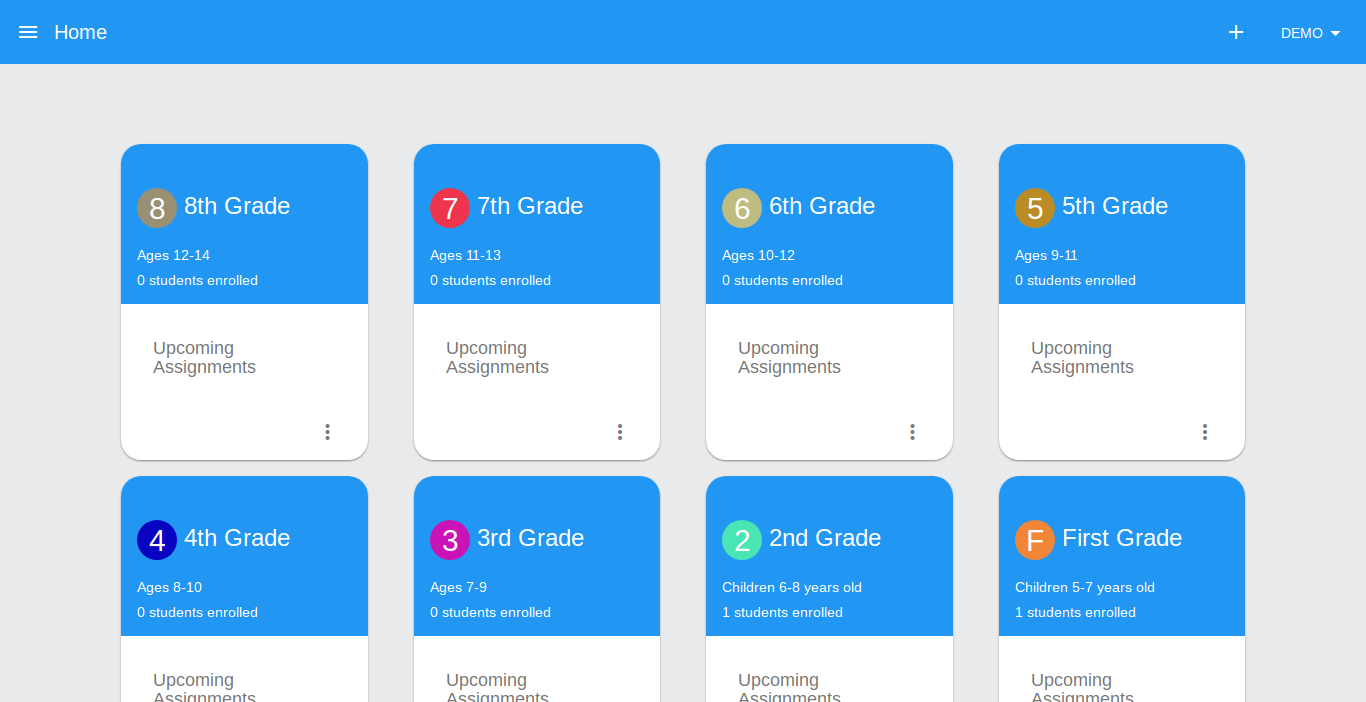 Home
DEMO
8 8th Grade
Ages 12-14
0 students enrolled
Upcoming
Assignments
7 7th Grade
Ages 11-13
0 students enrolled
Upcoming
Assignments
6 6th Grade
Ages 10-12
0 students enrolled
Upcoming
Assignments
5 5th Grade
Ages 9-11
0 students enrolled
Upcoming
Assignments
4 4th Grade
Ages 8-10
0 students enrolled
Upcoming
Assignments
3 3rd Grade
Ages 7-9
0 students enrolled
Upcoming
Assignments
2 2nd Grade
Children 6-8 years old
1 students enrolled
Upcoming
Assignments
F First Grade
Children 5-7 years old
1 students enrolled
Upcoming
Assignments